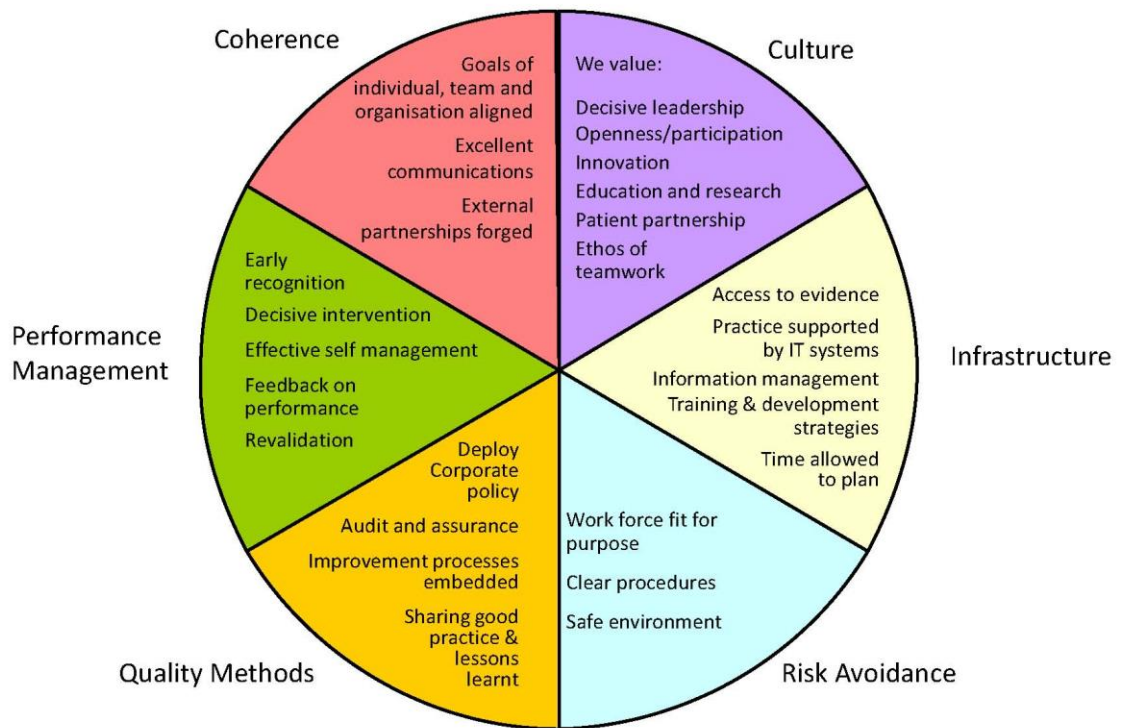 Coherence
Goals of
individual, team and
organisation aligned
Excellent
communications
External
partnerships forged
Culture
We value:
Decisive leadership
Openness/participation
Innovation
Education and research
Patient partnership
Ethos of
teamwork
Infrastructure
Access to evidence
Practice supported
by IT systems
Information management
Training & development
strategies
Time allowed
to plan
Risk Avoidance
Work force fit for
purpose
Clear procedures
Safe environment
Quality Methods
Deploy
Corporate
policy
Audit and assurance
Improvement processes
embedded
Sharing good
practice &
lessons
learnt
Performance
Management
Early
recognition
Decisive intervention
Effective self management
Feedback on
performance
Revalidation